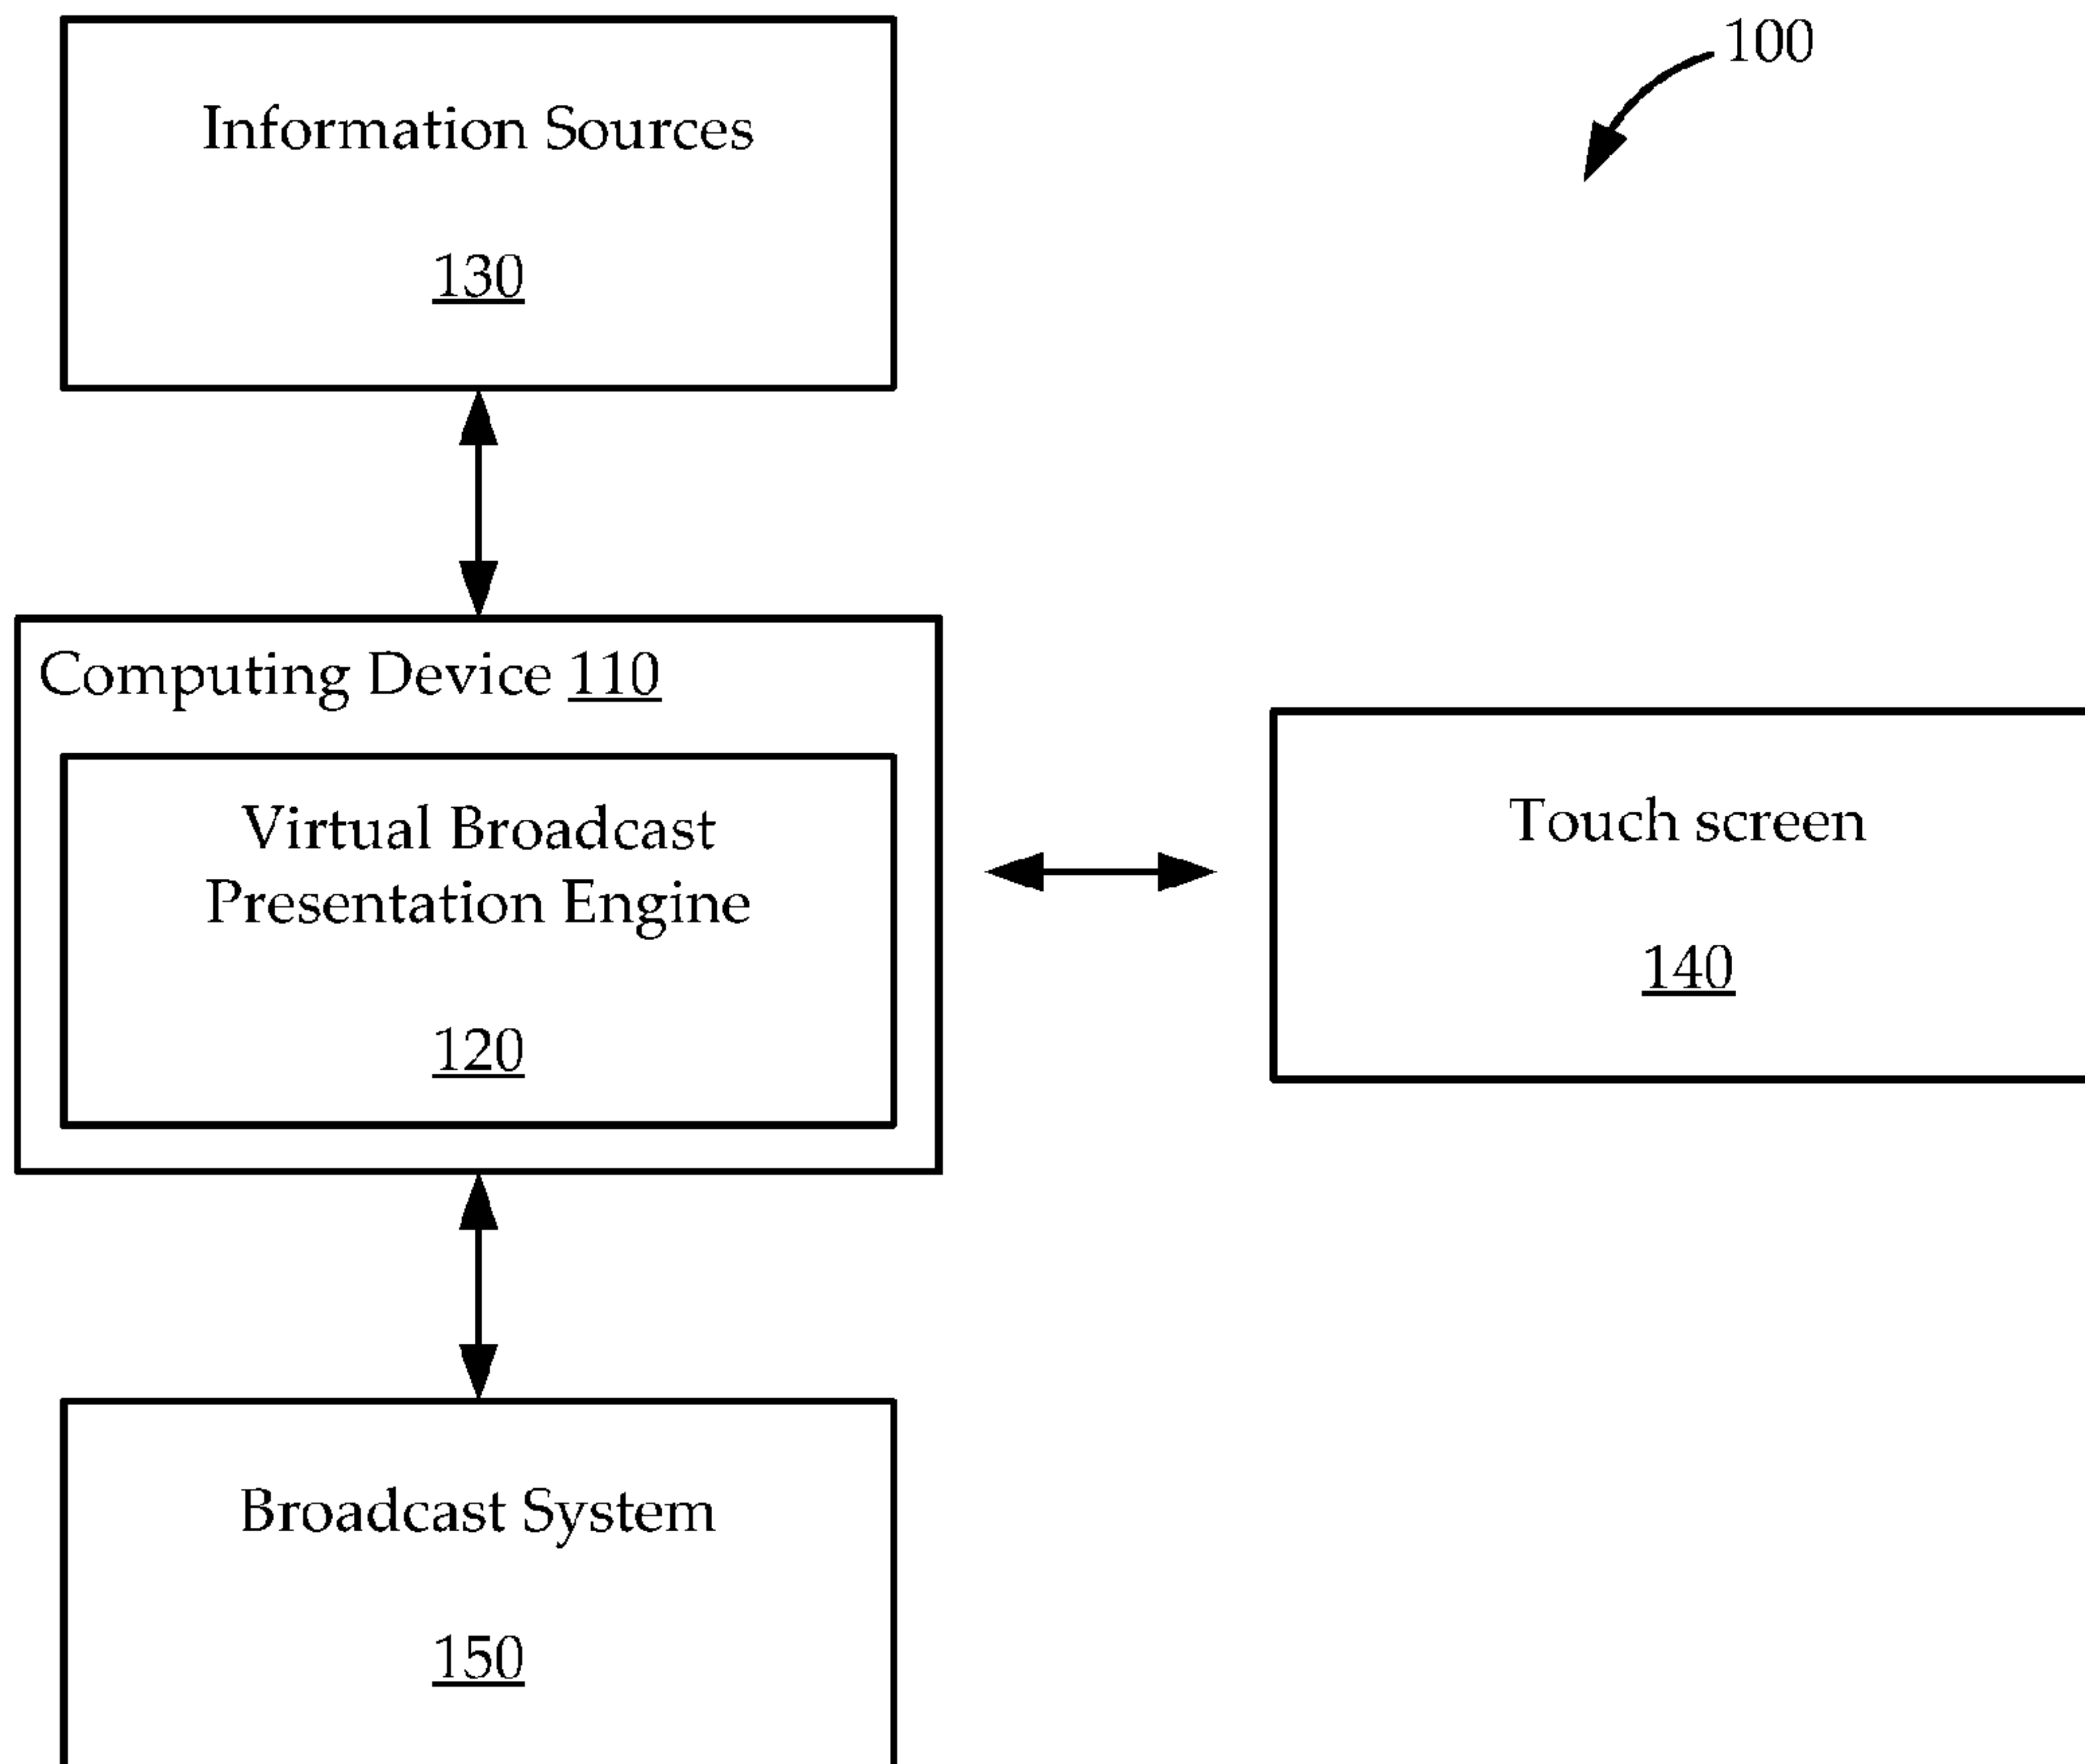 100
Information Sources
130
Computing Device 110
Virtual Broadcast
Presentation Engine
120
Touch screen
140
Broadcast System
150